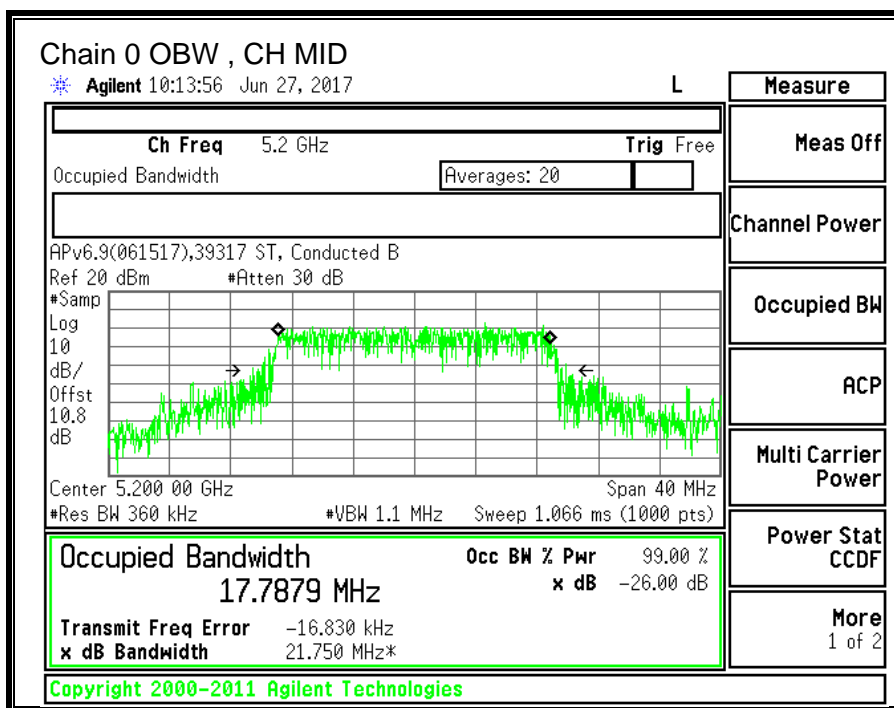 Chain 0 OBW , CH MID
Agilent 10:13:56 Jun 27, 2017 L
Measure
Ch Freq 5.2 GHz Trig Free
Occupied Bandwidth Averages: 20
APv6.9(061517),39317 ST, Conducted B
Ref 20 dBm #Atten 30 dB
#Samp
Log
10
dB/
Offst
10.8
dB
Center 5.200 00 GHz Span 40 MHz
#Res BW 360 kHz #VBW 1.1 MHz Sweep 1.066 ms (1000 pts)
Occupied Bandwidth Occ BW % Pwr 99.00 %
17.7879 MHz x dB -26.00 dB
Transmit Freq Error -16.830 kHz
x dB Bandwidth 21.750 MHz*
Meas Off
Channel Power
Occupied BW
ACP
Multi Carrier
Power
Power Stat
CCDF
More
1 of 2
Copyright 2000-2011 Agilent Technologies